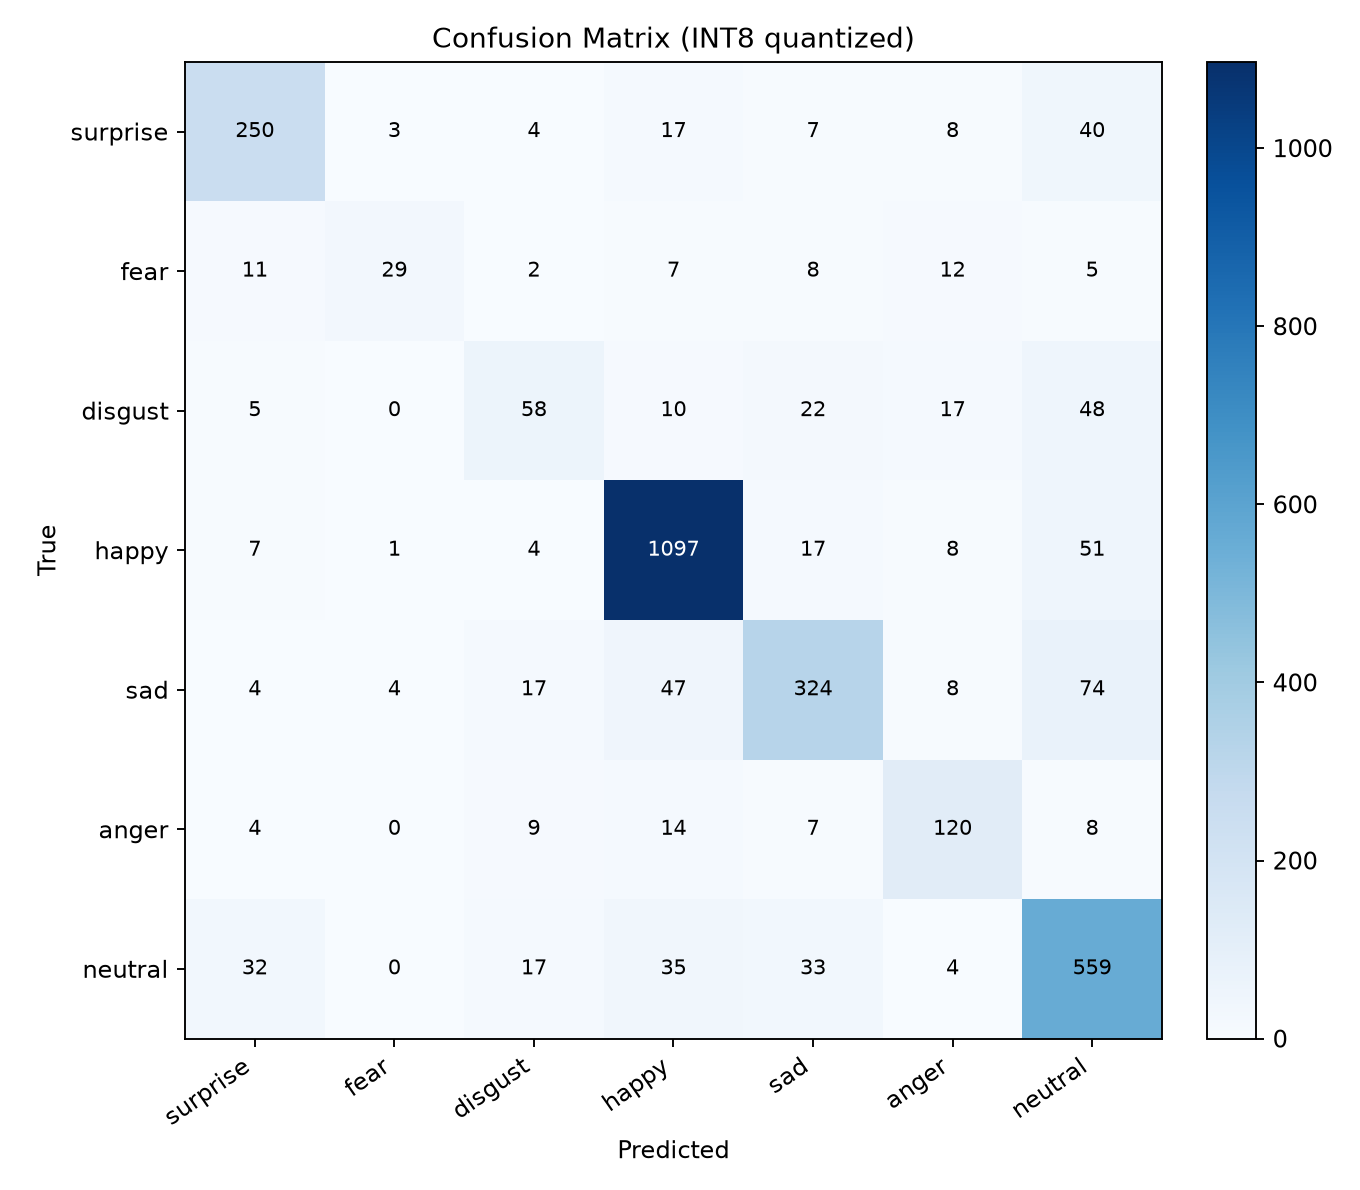 Confusion Matrix (INT8 quantized)
surprise 250 3 4 17 7 8 40
fear 11 29 2 7 8 12 5
disgust 5 0 58 10 22 17 48
happy 7 1 4 1097 17 8 51
sad 4 4 17 47 324 8 74
anger 4 0 9 14 7 120 8
neutral 32 0 17 35 33 4 559
True
surprise fear disgust happy sad anger neutral
Predicted
1000
800
600
400
200
0